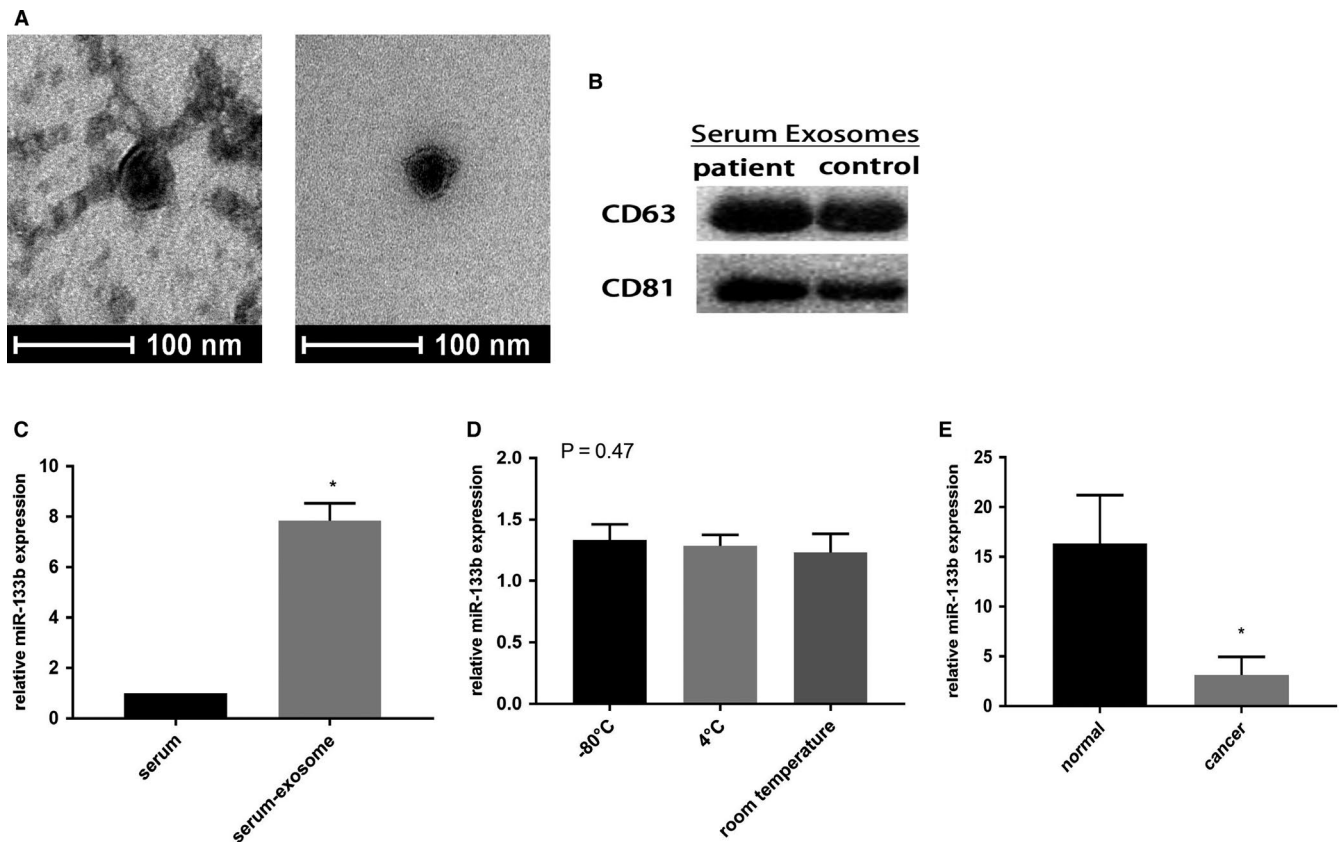 A
100 nm
100 nm
B
Serum Exosomes
patient control
CD63
CD81
C
relative miR-133b expression
10
8
6
4
2
0
*
serum
serum-exosome
D
P = 0.47
relative miR-133b expression
2.0
1.5
1.0
0.5
0.0
-80°C
4°C
room temperature
E
relative miR-133b expression
25
20
15
10
5
0
*
normal
cancer